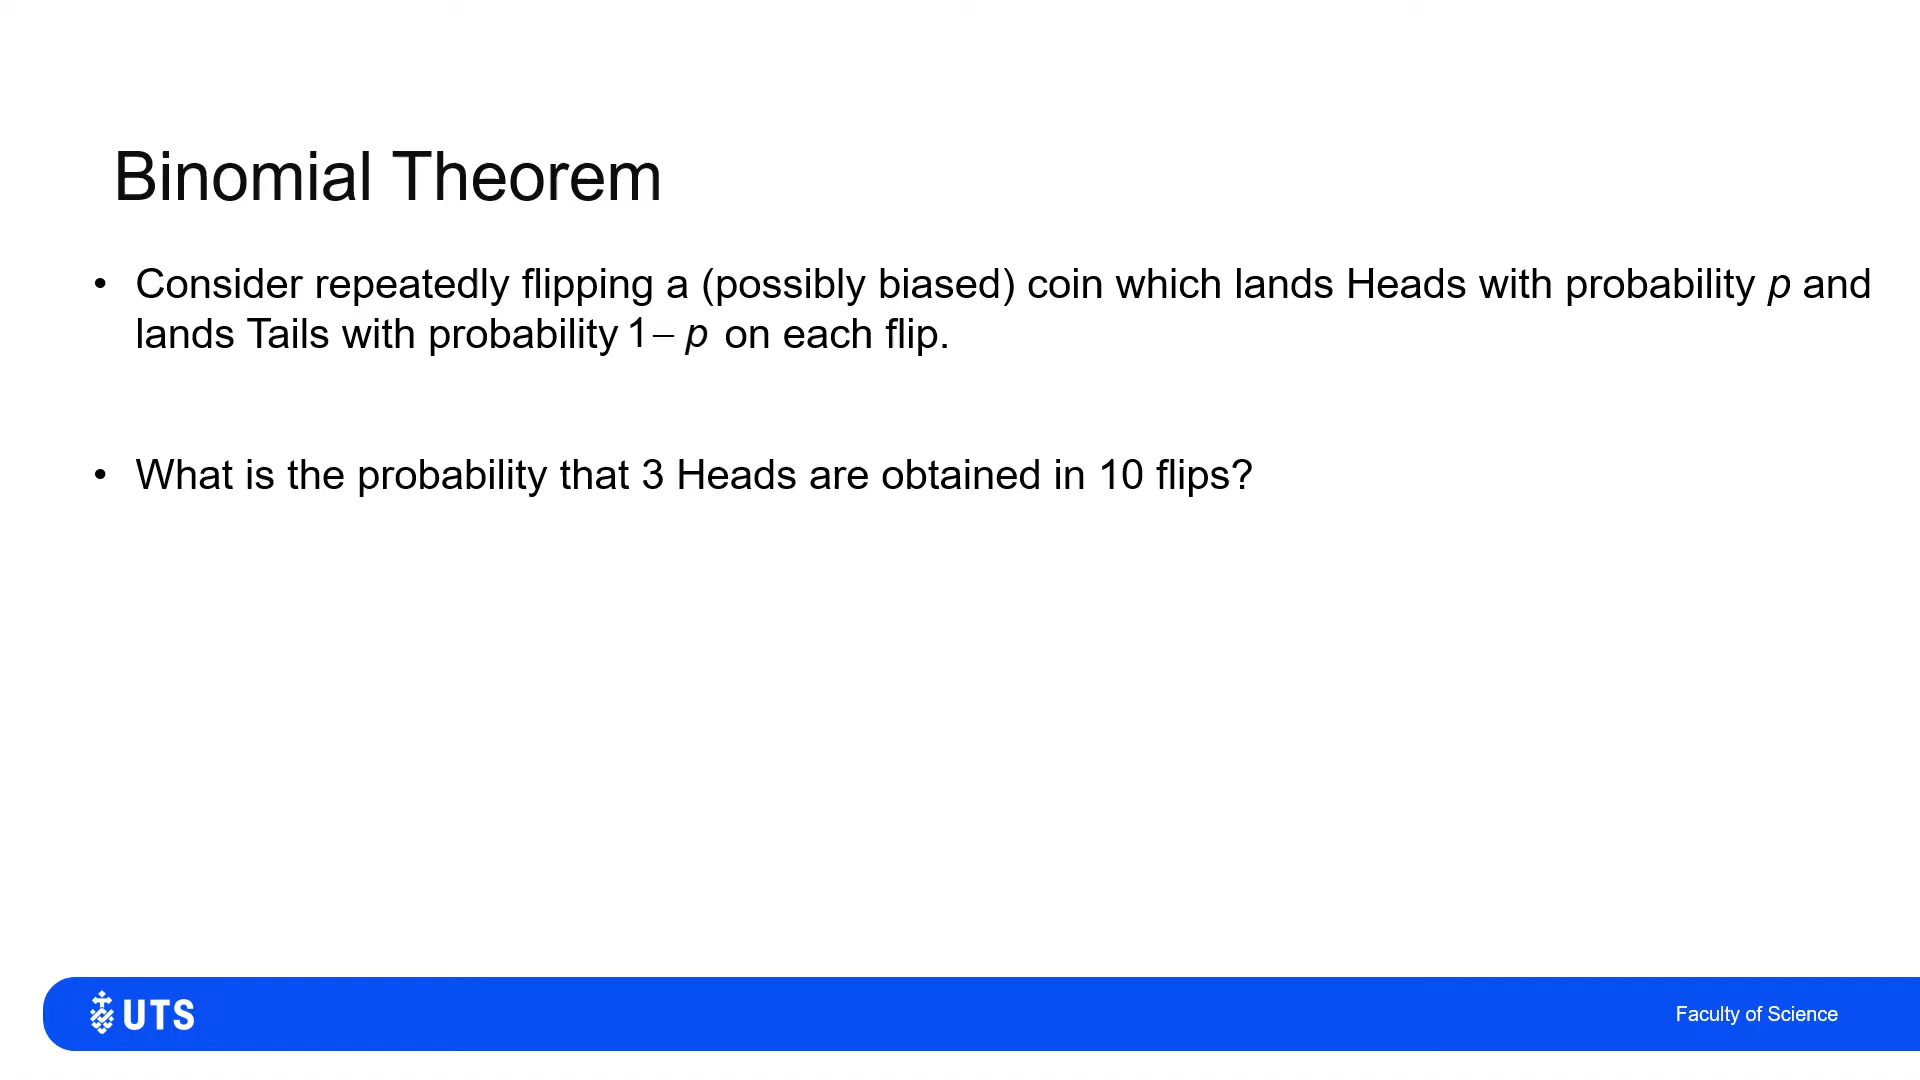 Binomial Theorem
• Consider repeatedly flipping a (possibly biased) coin which lands Heads with probability p and
lands Tails with probability 1 – p on each flip.
• What is the probability that 3 Heads are obtained in 10 flips?
UTS
Faculty of Science